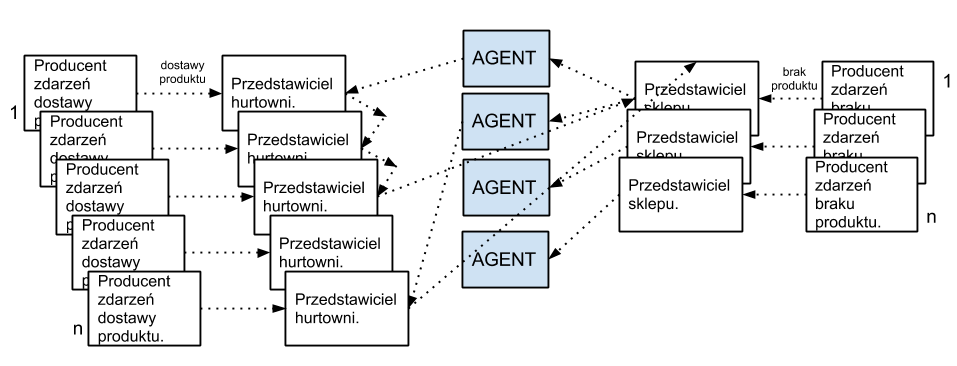 Producent
zdarzeń
dostawy
1
Producent
zdarzeń
dostawy
Producent
zdarzeń
dostawy
Producent
zdarzeń
dostawy
Producent
zdarzeń
dostawy
produktu.
n
dostawy
produktu
Przedstawiciel
hurtowni.
Przedstawiciel
hurtowni.
Przedstawiciel
hurtowni.
Przedstawiciel
hurtowni.
Przedstawiciel
hurtowni.
AGENT
AGENT
AGENT
AGENT
Przedstawiciel
sklepu.
Przedstawiciel
sklepu.
Przedstawiciel
sklepu.
brak
produktu
Producent
zdarzeń
braku
1
Producent
zdarzeń
braku
Producent
zdarzeń
braku
produktu.
n